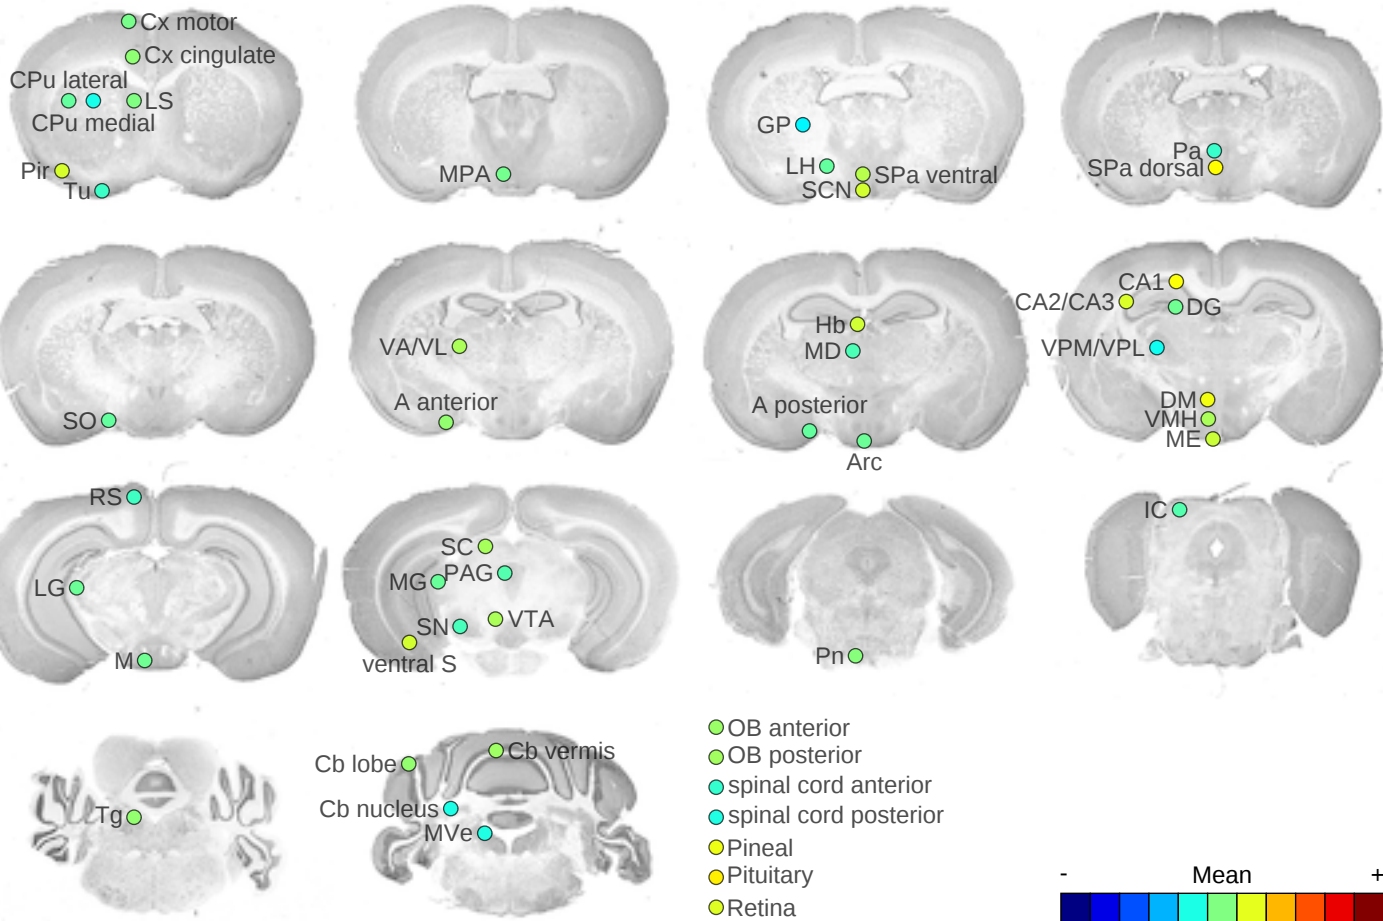 Cx motor
Cx cingulate
CPu lateral
LS
CPu medial
Pir
Tu
MPA
GP
LH
SPa ventral
SCN
Pa
SPa dorsal
SO
VA/VL
A anterior
Hb
MD
A posterior
Arc
CA1
CA2/CA3
DG
VPM/VPL
DM
VMH
ME
RS
LG
M
SC
MG PAG
SN VTA
ventral S
Pn
IC
Tg
Cb lobe
Cb vermis
Cb nucleus
MVe
OB anterior
OB posterior
spinal cord anterior
spinal cord posterior
Pineal
Pituitary
Retina
- Mean +